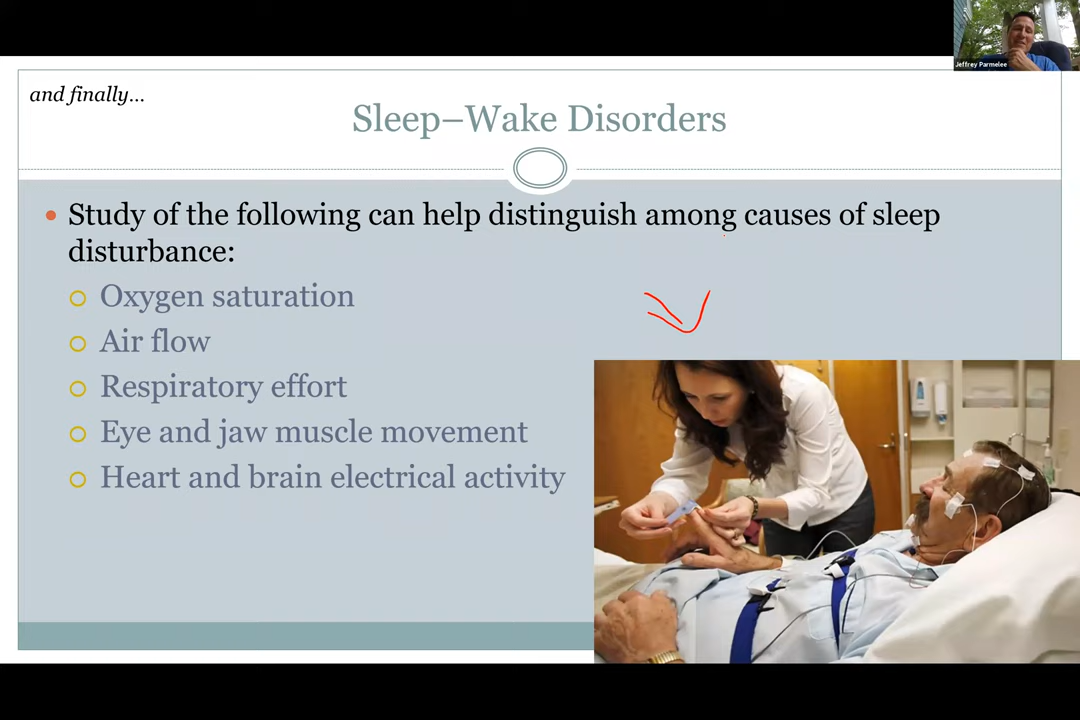 Jeffrey Parmelee
and finally...
Sleep–Wake Disorders
Study of the following can help distinguish among causes of sleep
disturbance:
Oxygen saturation
Air flow
Respiratory effort
Eye and jaw muscle movement
Heart and brain electrical activity